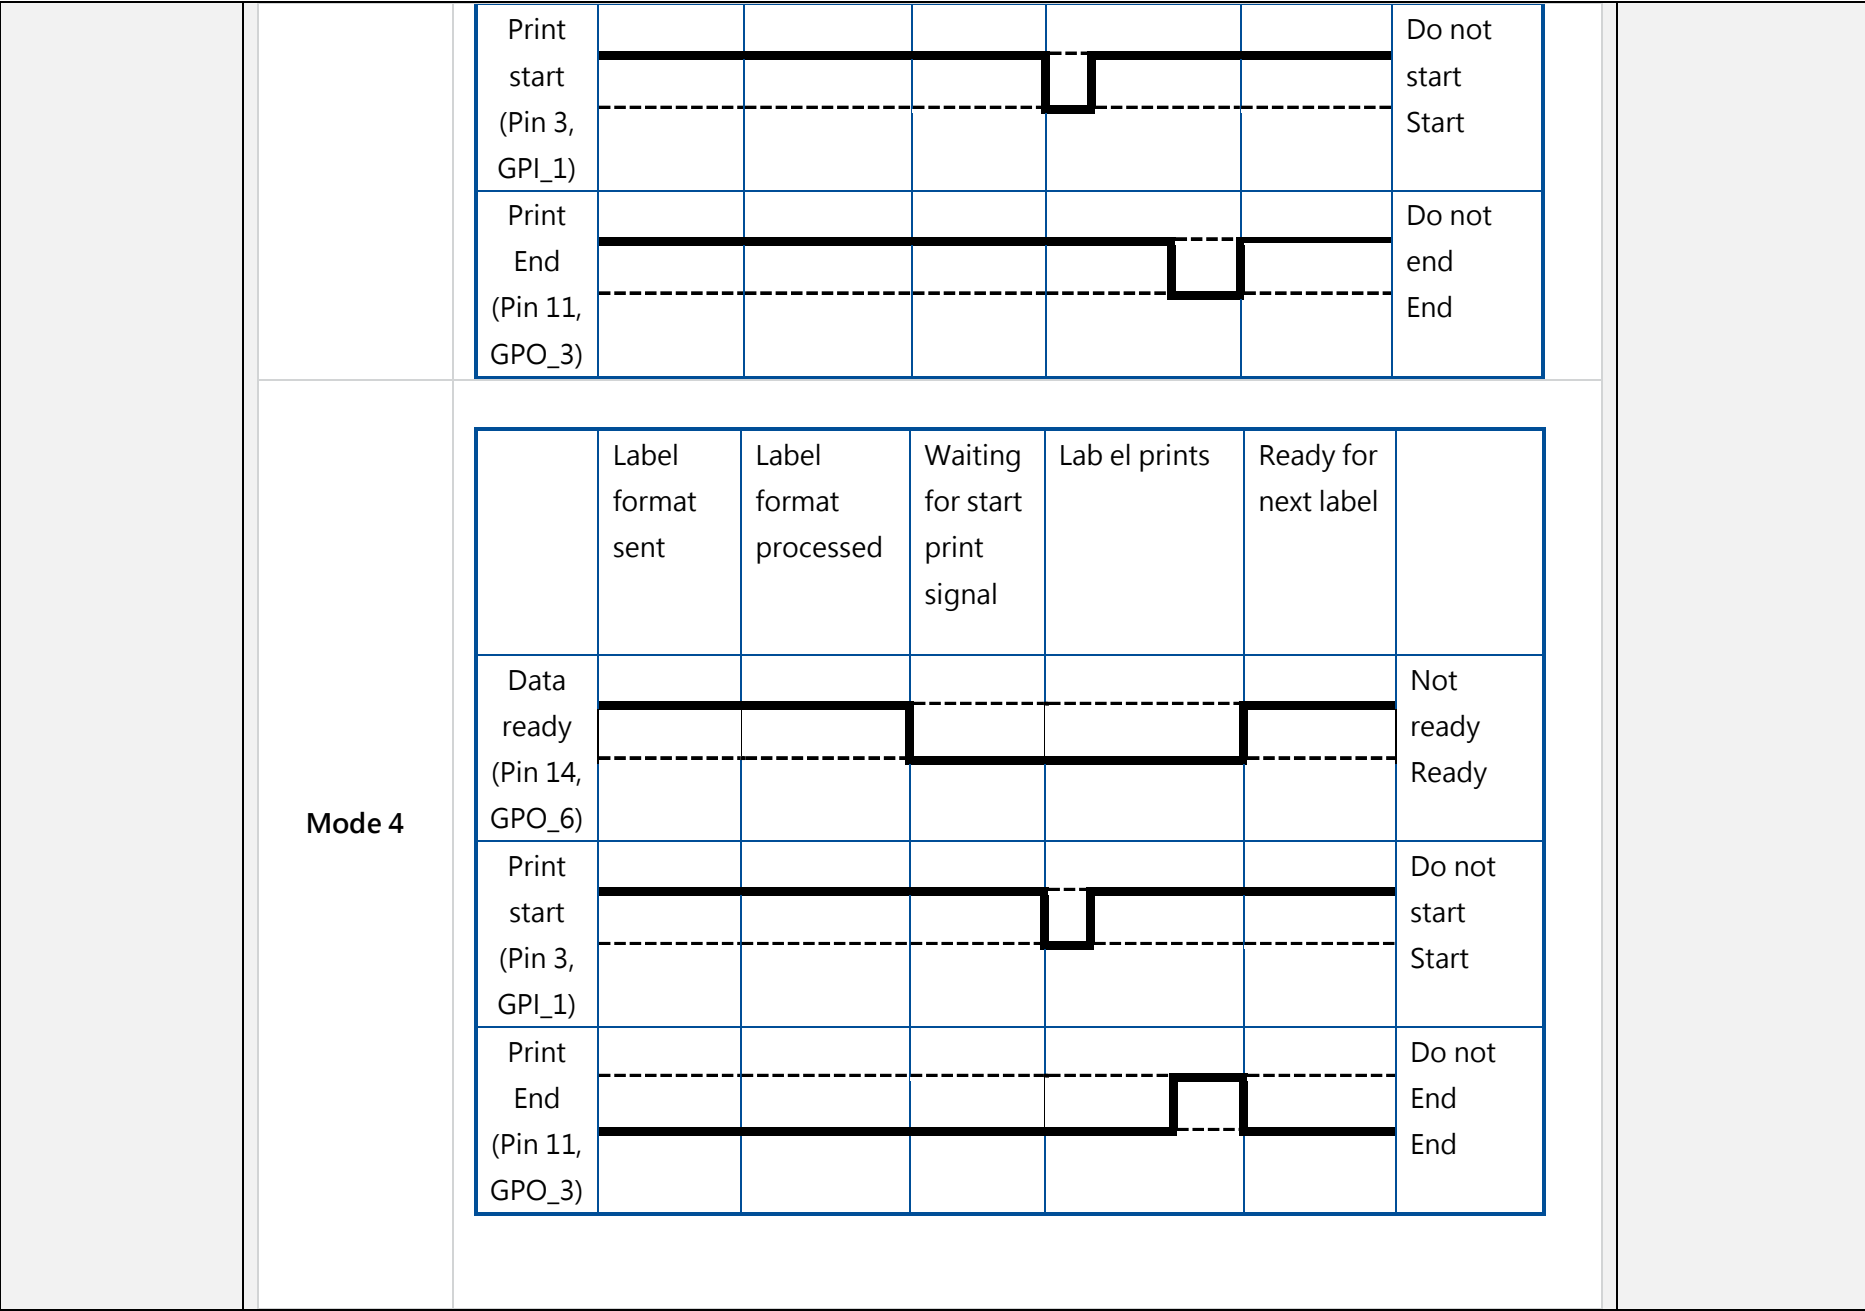 Print
start
(Pin 3,
GPI_1)
Do not
start
Start
Print
End
(Pin 11,
GPO_3)
Do not
end
End
Mode 4
Label
format
sent
Label
format
processed
Waiting
for start
print
signal
Lab el prints
Ready for
next label
Data
ready
(Pin 14,
GPO_6)
Not
ready
Ready
Print
start
(Pin 3,
GPI_1)
Do not
start
Start
Print
End
(Pin 11,
GPO_3)
Do not
End
End